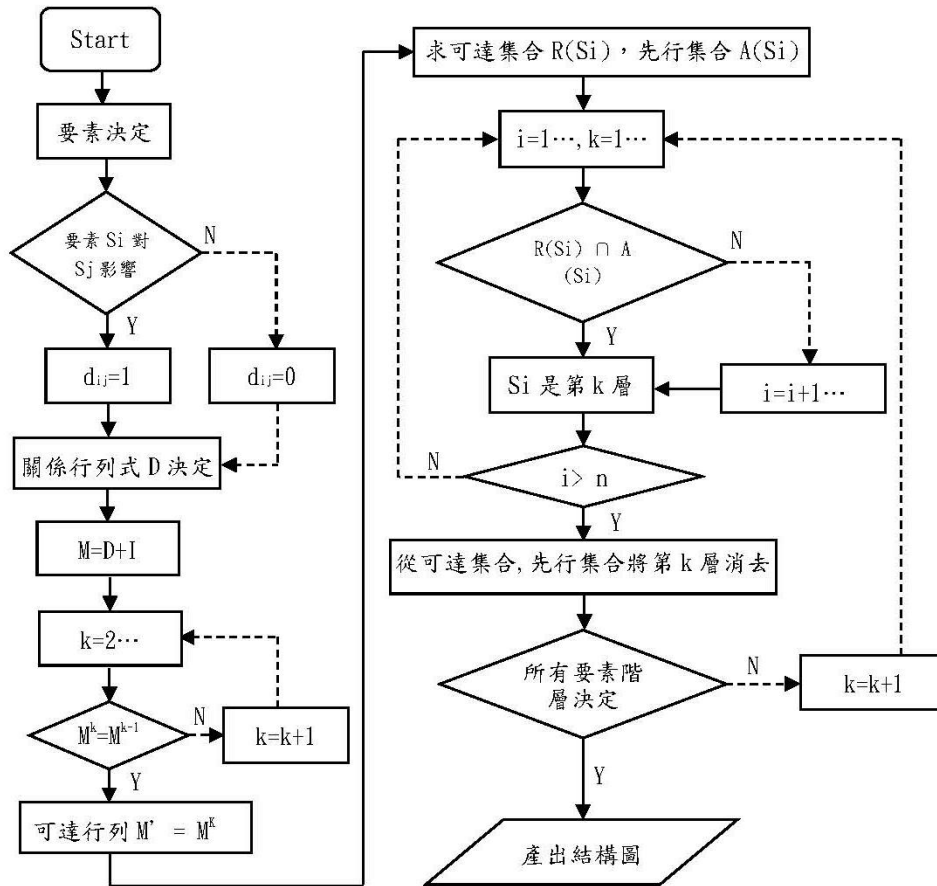 Start
要素決定
要素 Si 對
Sj 影響
N
Y
dij=1
dij=0
關係行列式 D 決定
M=D+I
k=2…
M^k=M^k-1
N
k=k+1
Y
可達行列 M' = M^K
求可達集合 R(Si)，先行集合 A(Si)
i=1…, k=1…
R(Si) ∩ A
(Si)
N
Y
Si 是第 k 層
i=i+1…
N
i> n
Y
從可達集合,先行集合將第 k 層消去
所有要素階
層決定
N
k=k+1
Y
產出結構圖